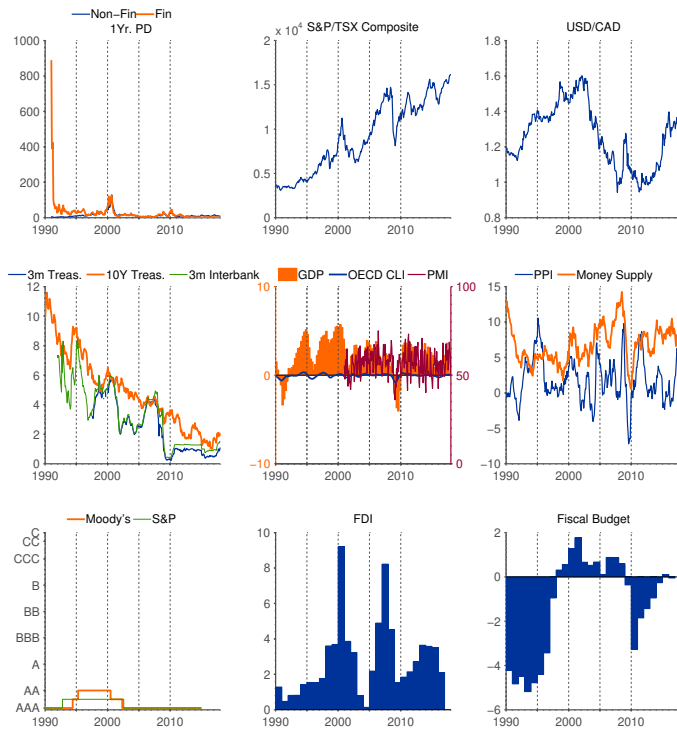 Non-Fin Fin
1Yr. PD
1000
800
600
400
200
0
1990 2000 2010
S&P/TSX Composite
2 x 10⁴
1.5
1
0.5
0
1990 2000 2010
USD/CAD
1.8
1.6
1.4
1.2
1
0.8
1990 2000 2010
3m Treas. 10Y Treas. 3m Interbank
12
10
8
6
4
2
0
1990 2000 2010
GDP OECD CLI PMI
10 100
0 50
−10 0
1990 2000 2010
PPI Money Supply
15
10
5
0
−5
−10
1990 2000 2010
Moody's S&P
C
CC
CCC
B
BB
BBB
A
AA
AAA
1990 2000 2010
FDI
10
8
6
4
2
0
1990 2000 2010
Fiscal Budget
2
0
−2
−4
−6
1990 2000 2010